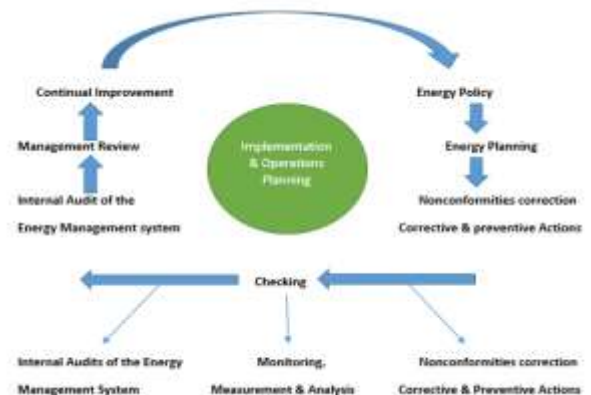 Continual Improvement
Energy Policy
Management Review
Implementation
& Operations
Planning
Energy Planning
Internal Audit of the
Energy Management system
Nonconformities correction
Corrective & preventive Actions
Checking
Internal Audits of the Energy
Management System
Monitoring,
Measurement & Analysis
Nonconformities correction
Corrective & Preventive Actions